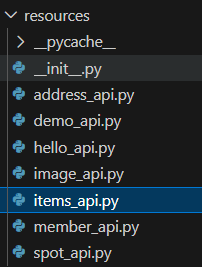 resources
__pycache__
__init__.py
address_api.py
demo_api.py
hello_api.py
image_api.py
items_api.py
member_api.py
spot_api.py